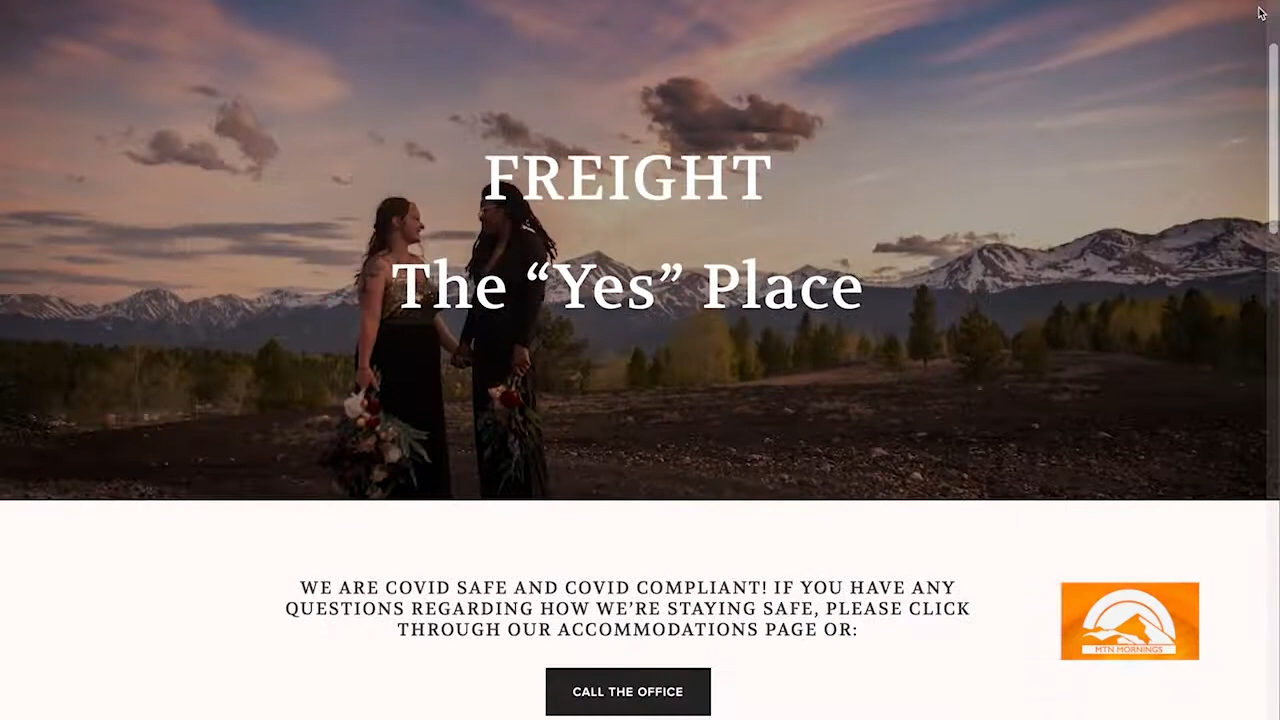 FREIGHT
The “Yes” Place
WE ARE COVID SAFE AND COVID COMPLIANT! IF YOU HAVE ANY
QUESTIONS REGARDING HOW WE’RE STAYING SAFE, PLEASE CLICK
THROUGH OUR ACCOMMODATIONS PAGE OR:
MTN MORNINGS
CALL THE OFFICE